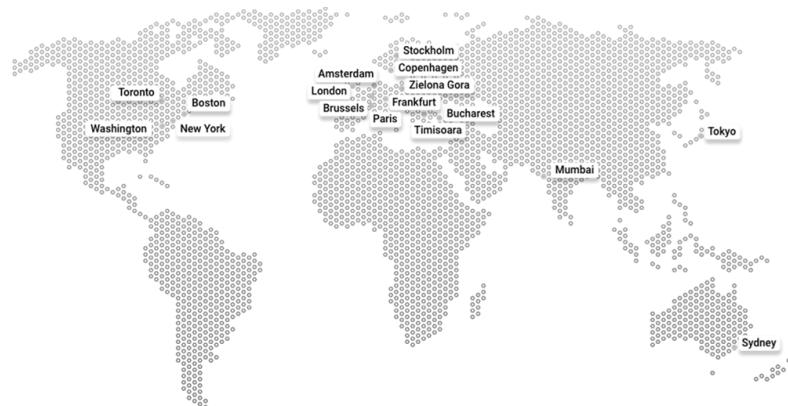 Stockholm
Copenhagen
Amsterdam
Zielona Gora
London
Toronto
Frankfurt
Boston
Brussels
Bucharest
Paris
Washington
New York
Timisoara
Tokyo
Mumbai
Sydney